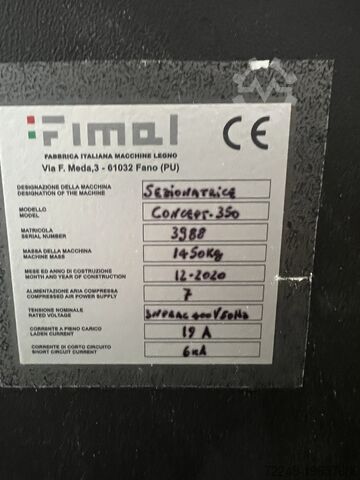 Fimal CE
FABBRICA ITALIANA MACCHINE LEGNO
Via F. Meda,3 - 61032 Fano (PU)
DESIGNAZIONE DELLA MACCHINA
DESIGNATION OF THE MACHINE
SEZIONATRICE
MODELLO
MODEL
CONCEPT-350
MATRICOLA
SERIAL NUMBER
3988
MASSA DELLA MACCHINA
MACHINE MASS
1450Kg
MESE ED ANNO DI COSTRUZIONE
MONTH AND YEAR OF CONSTRUCTION
12-2020
ALIMENTAZIONE ARIA COMPRESSA
COMPRESSED AIR POWER SUPPLY
7
TENSIONE NOMINALE
RATED VOLTAGE
400V50Hz
CORRENTE A PIENO CARICO
LADEN CURRENT
19 A
CORRENTE DI CORTO CIRCUITO
SHORT CIRCUIT CURRENT
6KA